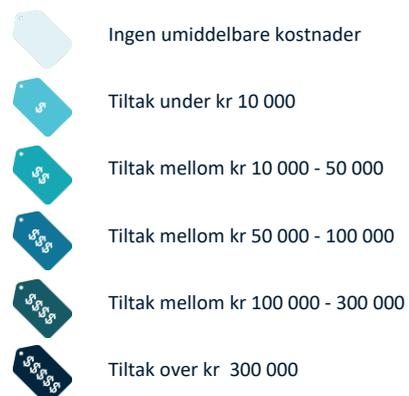 Ingen umiddelbare kostnader
$ Tiltak under kr 10 000
$$ Tiltak mellom kr 10 000 - 50 000
$$$ Tiltak mellom kr 50 000 - 100 000
$$$$ Tiltak mellom kr 100 000 - 300 000
$$$$$ Tiltak over kr  300 000